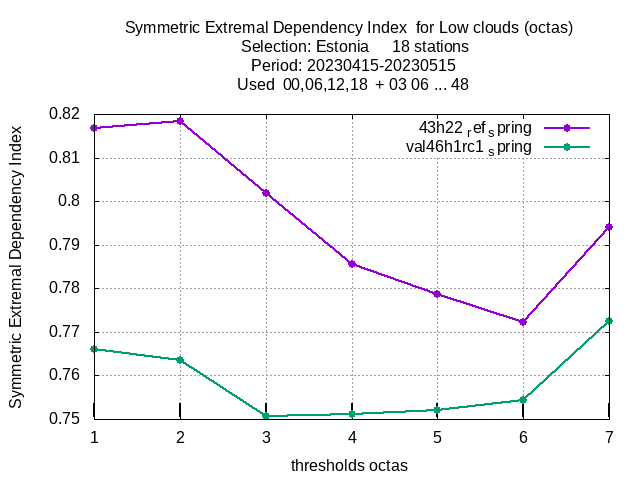 Symmetric Extremal Dependency Index for Low clouds (octas)
Selection: Estonia 18 stations
Period: 20230415-20230515
Used 00,06,12,18 + 03 06 ... 48
43h22 ref spring
val46h1rc1 spring
Symmetric Extremal Dependency Index
0.82
0.81
0.8
0.79
0.78
0.77
0.76
0.75
1 2 3 4 5 6 7
thresholds octas